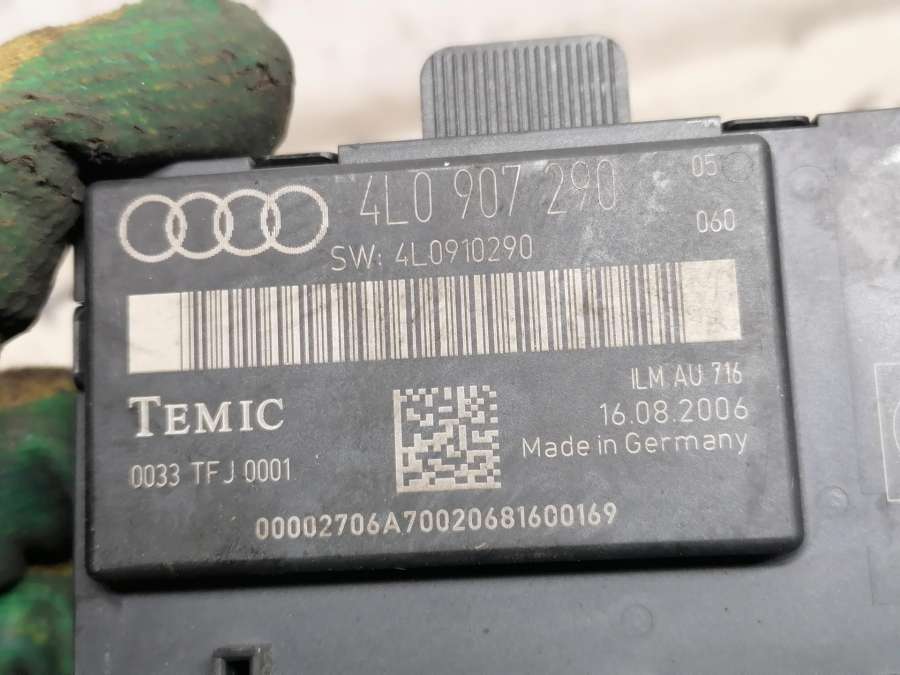 4L0 907 290
05
060
SW: 4L0910290
ILM AU 716
TEMIC
16.08.2006
Made in Germany
0033 TFJ 0001
00002706A70020681600169